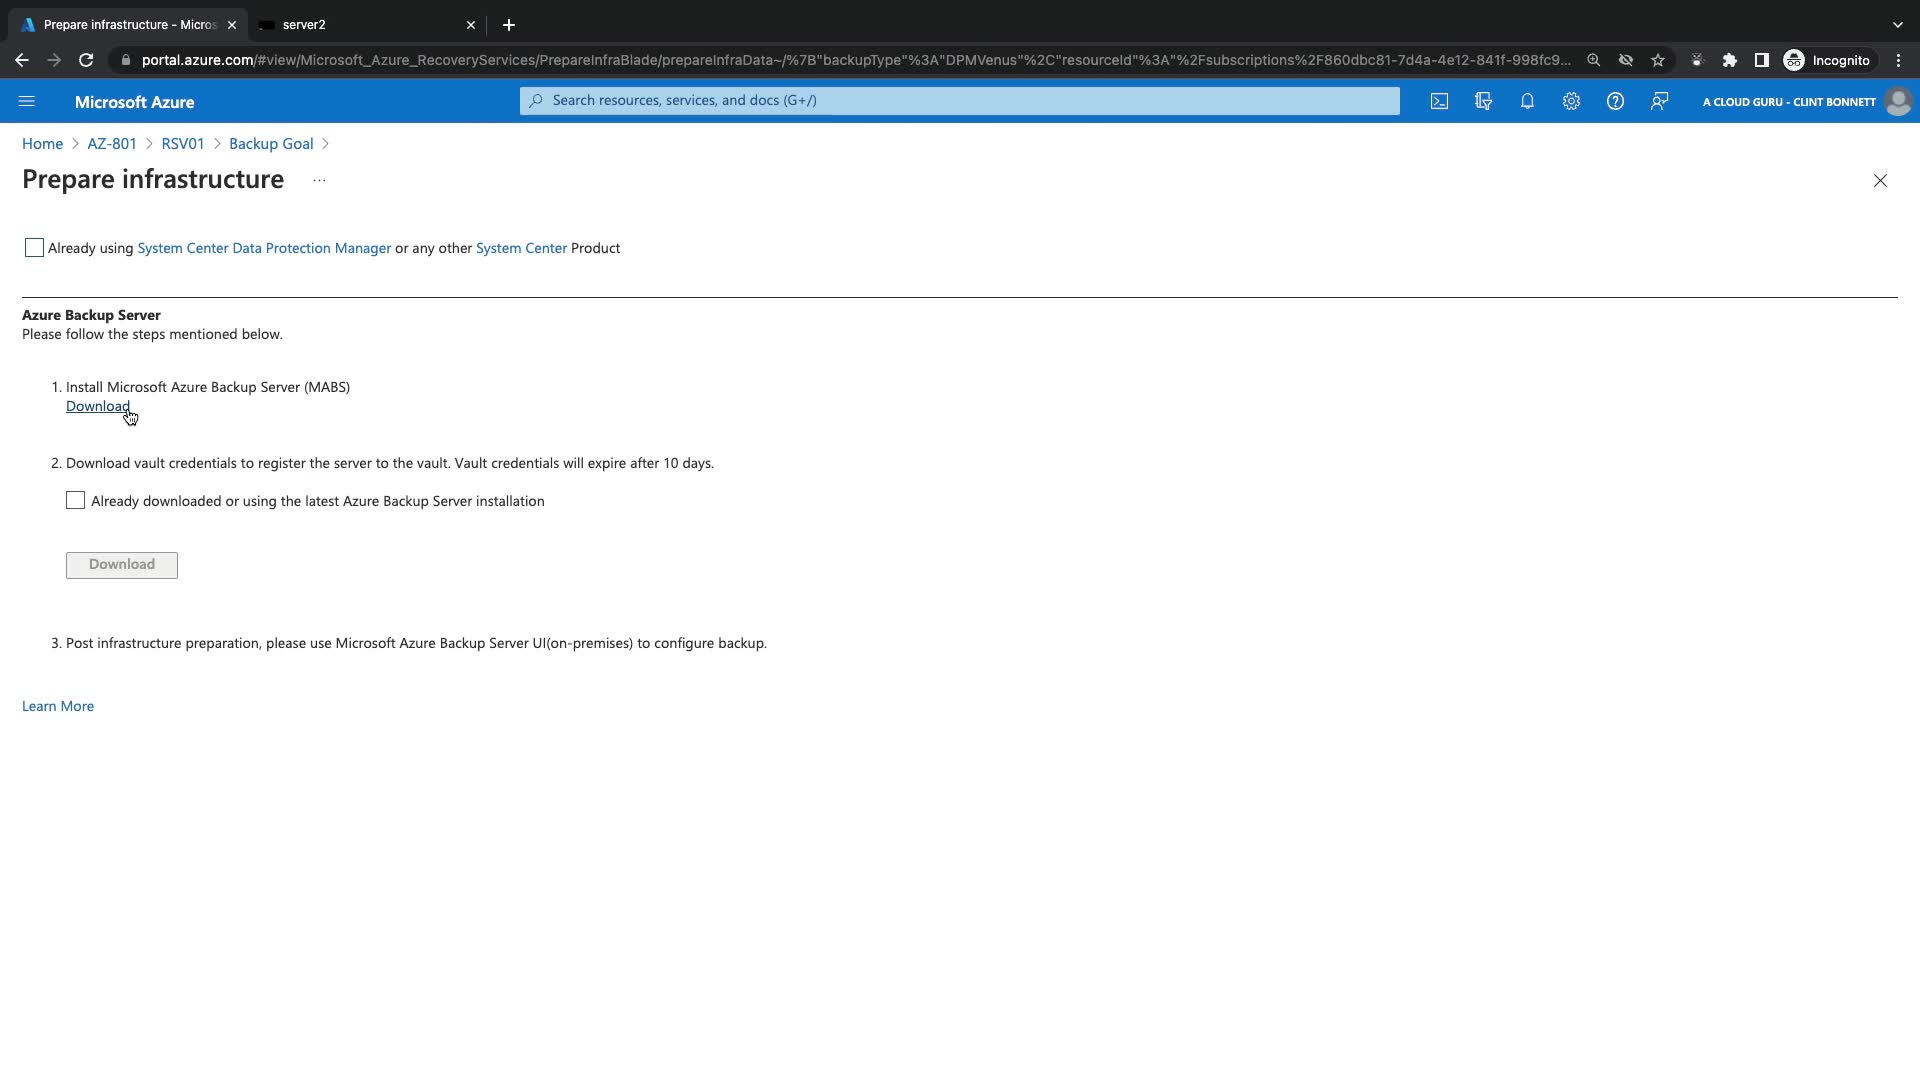 Prepare infrastructure - Micros
server2
portal.azure.com/#view/Microsoft_Azure_RecoveryServices/PrepareInfraBlade/prepareInfraData~/%7B"backupType"%3A"DPMVenus"%2C"resourceId"%3A"%2Fsubscriptions%2F860dbc81-7d4a-4e12-841f-998fc9...
Incognito
Microsoft Azure
Search resources, services, and docs (G+/)
A CLOUD GURU - CLINT BONNETT
Home > AZ-801 > RSV01 > Backup Goal >
Prepare infrastructure ...
Already using System Center Data Protection Manager or any other System Center Product
Azure Backup Server
Please follow the steps mentioned below.
1. Install Microsoft Azure Backup Server (MABS)
Download
2. Download vault credentials to register the server to the vault. Vault credentials will expire after 10 days.
Already downloaded or using the latest Azure Backup Server installation
Download
3. Post infrastructure preparation, please use Microsoft Azure Backup Server UI(on-premises) to configure backup.
Learn More